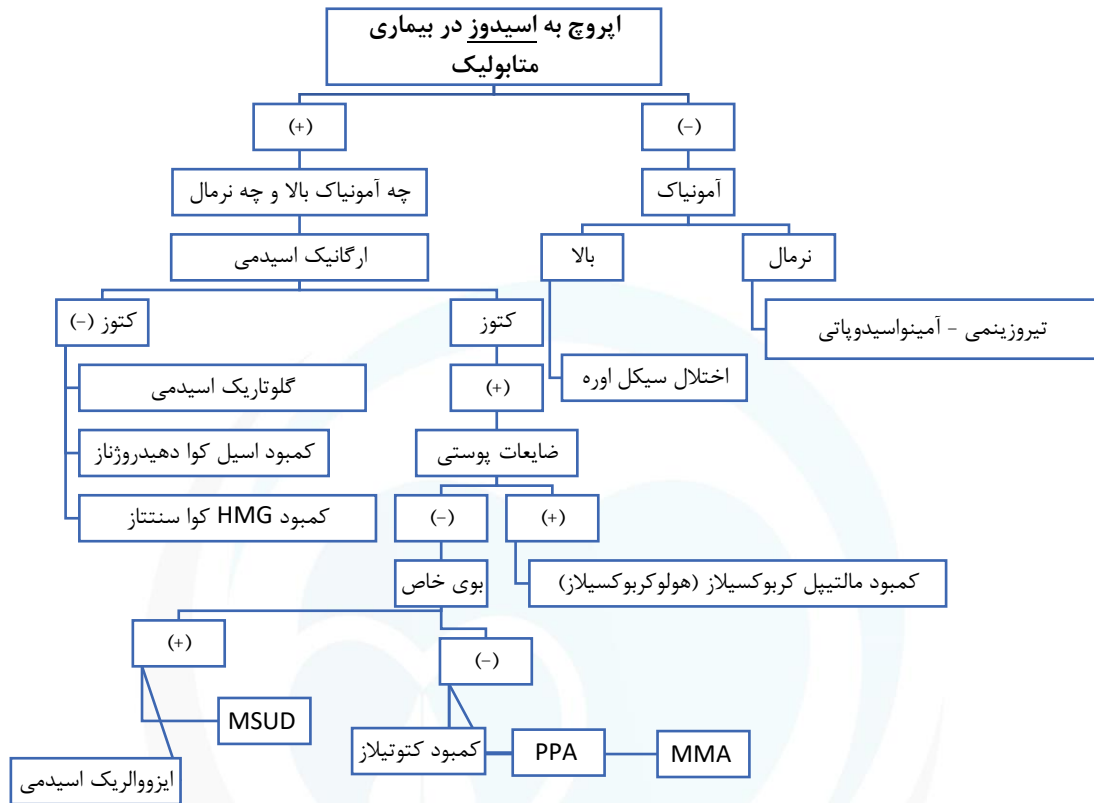 اپروچ به اسیدوز در بیماری
متابولیک
(+)
(-)
چه آمونیاک بالا و چه نرمال
آمونیاک
ارگانیک اسیدمی
بالا
نرمال
کتوز (-)
کتوز
تیروزینمی - آمینواسیدوپاتی
گلوتاریک اسیدمی
(+)
اختلال سیکل اوره
کمبود اسیل کوا دهیدروژناز
ضایعات پوستی
کمبود HMG کوا سنتتاز
(-)
(+)
بوی خاص
کمبود مالتیپل کربوکسیلاز (هولوکربوکسیلاز)
(+)
(-)
MSUD
کمبود کتوتیلاز
PPA
MMA
ایزووالریک اسیدمی